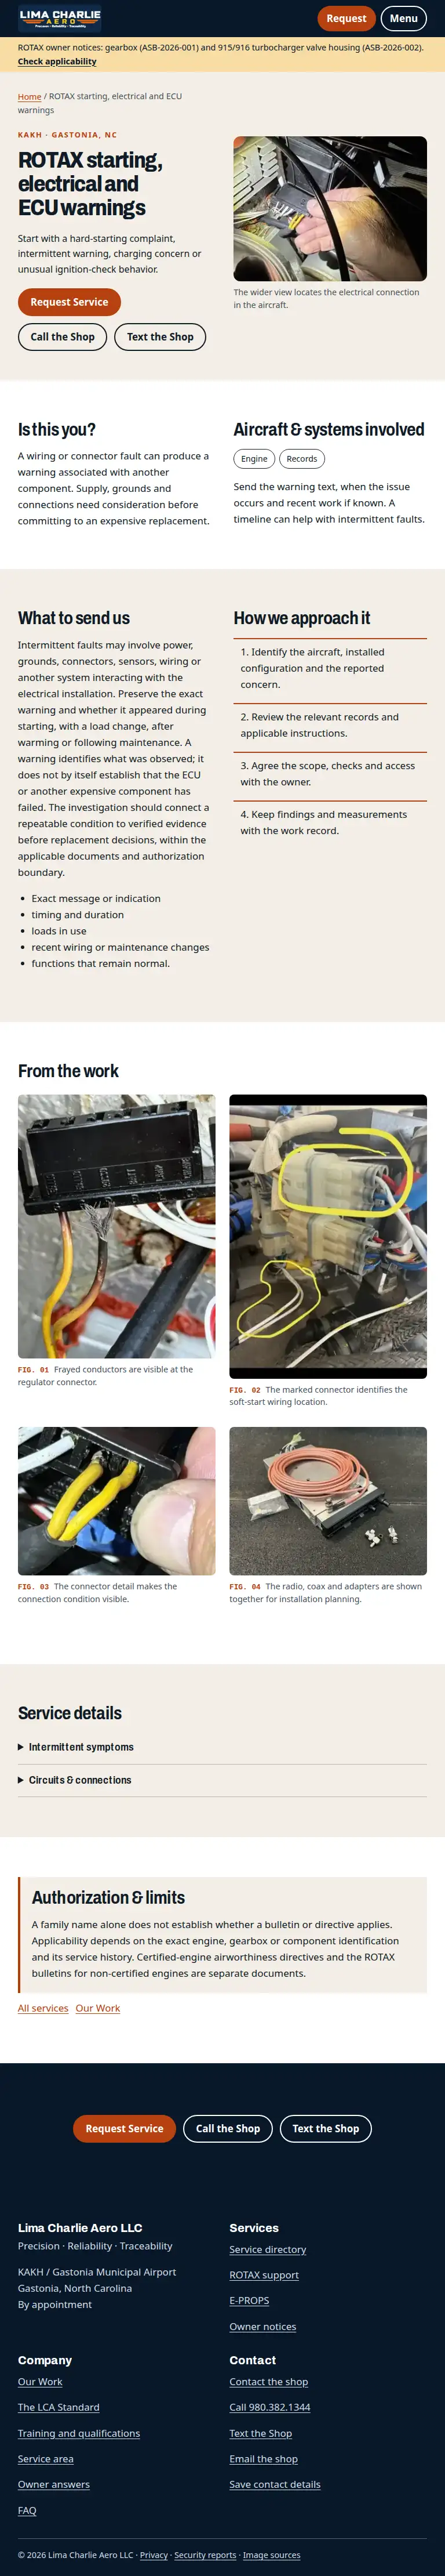 LIMA CHARLIE
AERO
Precision · Reliability · Traceability
Request
Menu
ROTAX owner notices: gearbox (ASB-2026-001) and 915/916 turbocharger valve housing (ASB-2026-002).
Check applicability
Home / ROTAX starting, electrical and ECU
warnings
KAKH · GASTONIA, NC
ROTAX starting,
electrical and
ECU warnings
Start with a hard-starting complaint,
intermittent warning, charging concern or
unusual ignition-check behavior.
Request Service
Call the Shop
Text the Shop
The wider view locates the electrical connection
in the aircraft.
Is this you?
A wiring or connector fault can produce a
warning associated with another
component. Supply, grounds and
connections need consideration before
committing to an expensive replacement.
Aircraft & systems involved
Engine
Records
Send the warning text, when the issue
occurs and recent work if known. A
timeline can help with intermittent faults.
What to send us
Intermittent faults may involve power,
grounds, connectors, sensors, wiring or
another system interacting with the
electrical installation. Preserve the exact
warning and whether it appeared during
starting, with a load change, after
warming or following maintenance. A
warning identifies what was observed; it
does not by itself establish that the ECU
or another expensive component has
failed. The investigation should connect a
repeatable condition to verified evidence
before replacement decisions, within the
applicable documents and authorization
boundary.
• Exact message or indication
• timing and duration
• loads in use
• recent wiring or maintenance changes
• functions that remain normal.
How we approach it
1. Identify the aircraft, installed
configuration and the reported
concern.
2. Review the relevant records and
applicable instructions.
3. Agree the scope, checks and access
with the owner.
4. Keep findings and measurements
with the work record.
From the work
FIG. 01 Frayed conductors are visible at the
regulator connector.
FIG. 02 The marked connector identifies the
soft-start wiring location.
FIG. 03 The connector detail makes the
connection condition visible.
FIG. 04 The radio, coax and adapters are shown
together for installation planning.
Service details
Intermittent symptoms
Circuits & connections
Authorization & limits
A family name alone does not establish whether a bulletin or directive applies.
Applicability depends on the exact engine, gearbox or component identification
and its service history. Certified-engine airworthiness directives and the ROTAX
bulletins for non-certified engines are separate documents.
All services Our Work
Request Service
Call the Shop
Text the Shop
Lima Charlie Aero LLC
Precision · Reliability · Traceability
KAKH / Gastonia Municipal Airport
Gastonia, North Carolina
By appointment
Services
Service directory
ROTAX support
E-PROPS
Owner notices
Company
Our Work
The LCA Standard
Training and qualifications
Service area
Owner answers
FAQ
Contact
Contact the shop
Call 980.382.1344
Text the Shop
Email the shop
Save contact details
© 2026 Lima Charlie Aero LLC · Privacy · Security reports · Image sources